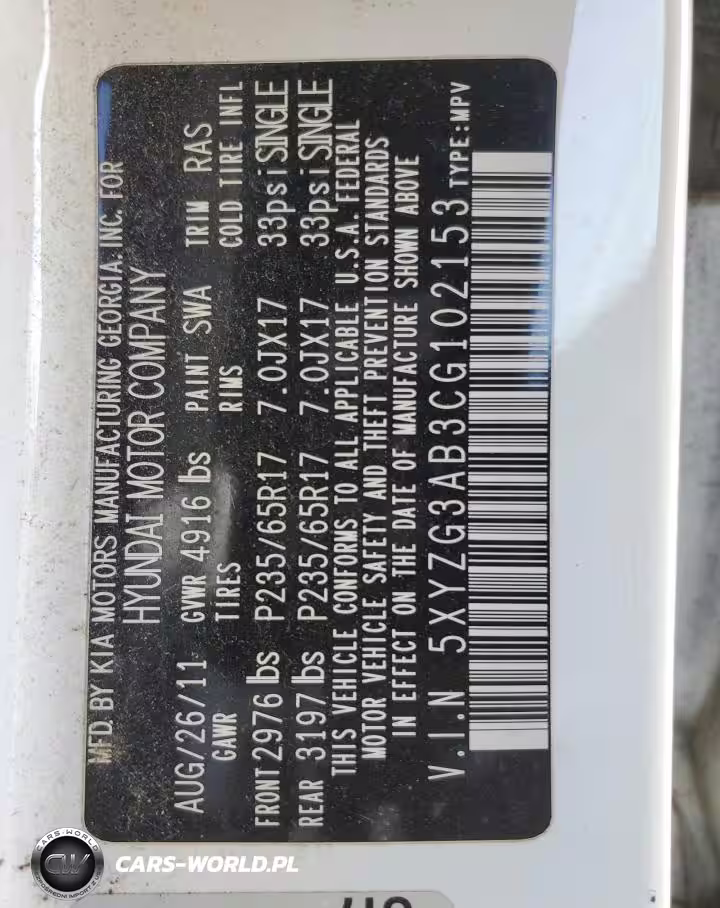 MFD. BY KIA MOTORS MANUFACTURING GEORGIA, INC. FOR
HYUNDAI MOTOR COMPANY
AUG/26/11 GVWR 4916 lbs PAINT SWA TRIM RAS
GAWR TIRES RIMS COLD TIRE INFL
FRONT 2976 lbs P235/65R17 7.0JX17 33psi SINGLE
REAR 3197 lbs P235/65R17 7.0JX17 33psi SINGLE
THIS VEHICLE CONFORMS TO ALL APPLICABLE U.S.A. FEDERAL
MOTOR VEHICLE SAFETY AND THEFT PREVENTION STANDARDS
IN EFFECT ON THE DATE OF MANUFACTURE SHOWN ABOVE
V.I.N 5XYZG3AB3CG102153 TYPE:MPV
CARS-WORLD
CW
CARS-WORLD.PL